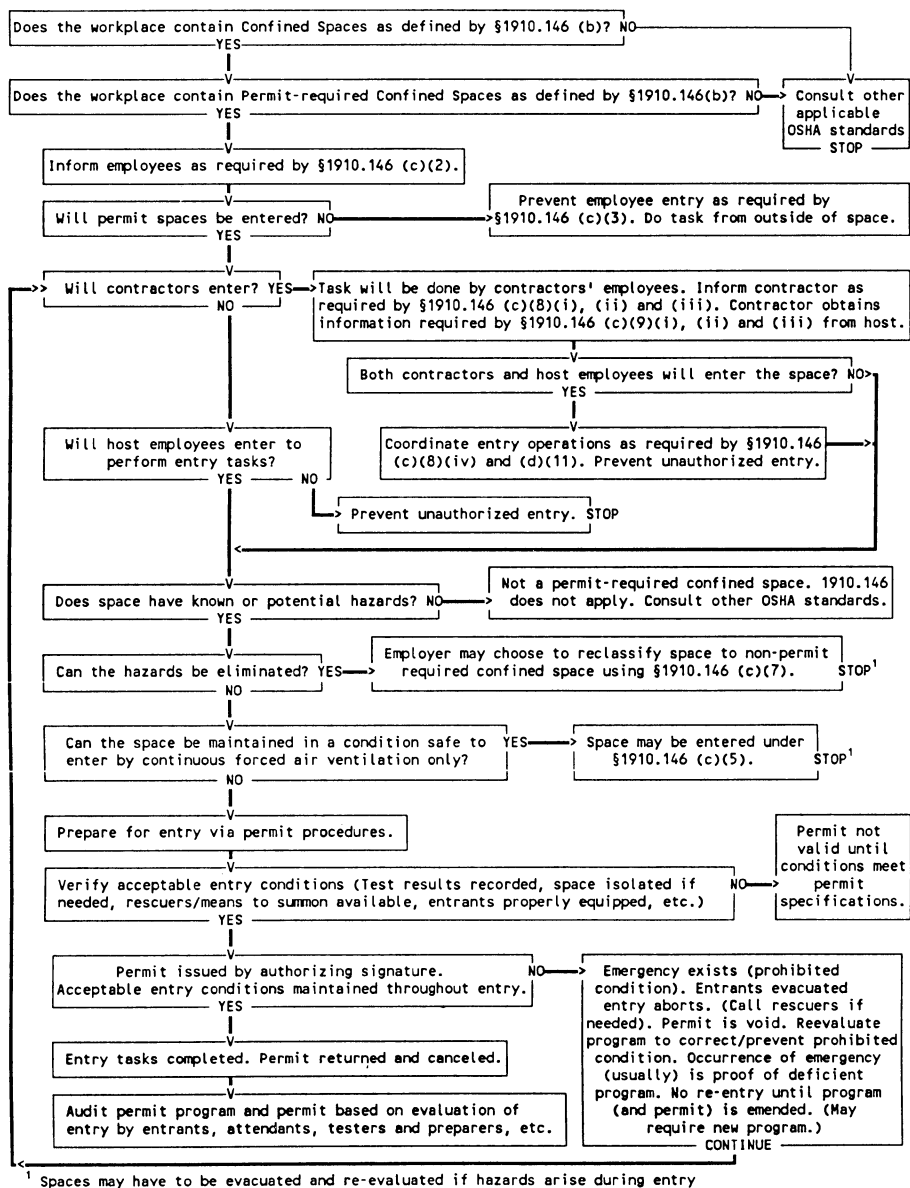 Does the workplace contain Confined Spaces as defined by §1910.146 (b)? NO
YES
Does the workplace contain Permit-required Confined Spaces as defined by §1910.146(b)? NO
YES
Consult other
applicable
OSHA standards
STOP
Inform employees as required by §1910.146 (c)(2).
Will permit spaces be entered? NO
YES
Prevent employee entry as required by
§1910.146 (c)(3). Do task from outside of space.
Will contractors enter? YES
NO
Task will be done by contractors' employees. Inform contractor as
required by §1910.146 (c)(8)(i), (ii) and (iii). Contractor obtains
information required by §1910.146 (c)(9)(i), (ii) and (iii) from host.
Both contractors and host employees will enter the space? NO
YES
Will host employees enter to
perform entry tasks?
YES NO
Coordinate entry operations as required by §1910.146
(c)(8)(iv) and (d)(11). Prevent unauthorized entry.
Prevent unauthorized entry. STOP
Does space have known or potential hazards? NO
YES
Not a permit-required confined space. 1910.146
does not apply. Consult other OSHA standards.
Can the hazards be eliminated? YES
NO
Employer may choose to reclassify space to non-permit
required confined space using §1910.146 (c)(7). STOP¹
Can the space be maintained in a condition safe to
enter by continuous forced air ventilation only?
YES
NO
Space may be entered under
§1910.146 (c)(5). STOP¹
Prepare for entry via permit procedures.
Verify acceptable entry conditions (Test results recorded, space isolated if
needed, rescuers/means to summon available, entrants properly equipped, etc.)
NO
YES
Permit not
valid until
conditions meet
permit
specifications.
Permit issued by authorizing signature.
Acceptable entry conditions maintained throughout entry.
NO
YES
Emergency exists (prohibited
condition). Entrants evacuated
entry aborts. (Call rescuers if
needed). Permit is void. Reevaluate
program to correct/prevent prohibited
condition. Occurrence of emergency
(usually) is proof of deficient
program. No re-entry until program
(and permit) is emended. (May
require new program.)
CONTINUE
Entry tasks completed. Permit returned and canceled.
Audit permit program and permit based on evaluation of
entry by entrants, attendants, testers and preparers, etc.
¹ Spaces may have to be evacuated and re-evaluated if hazards arise during entry